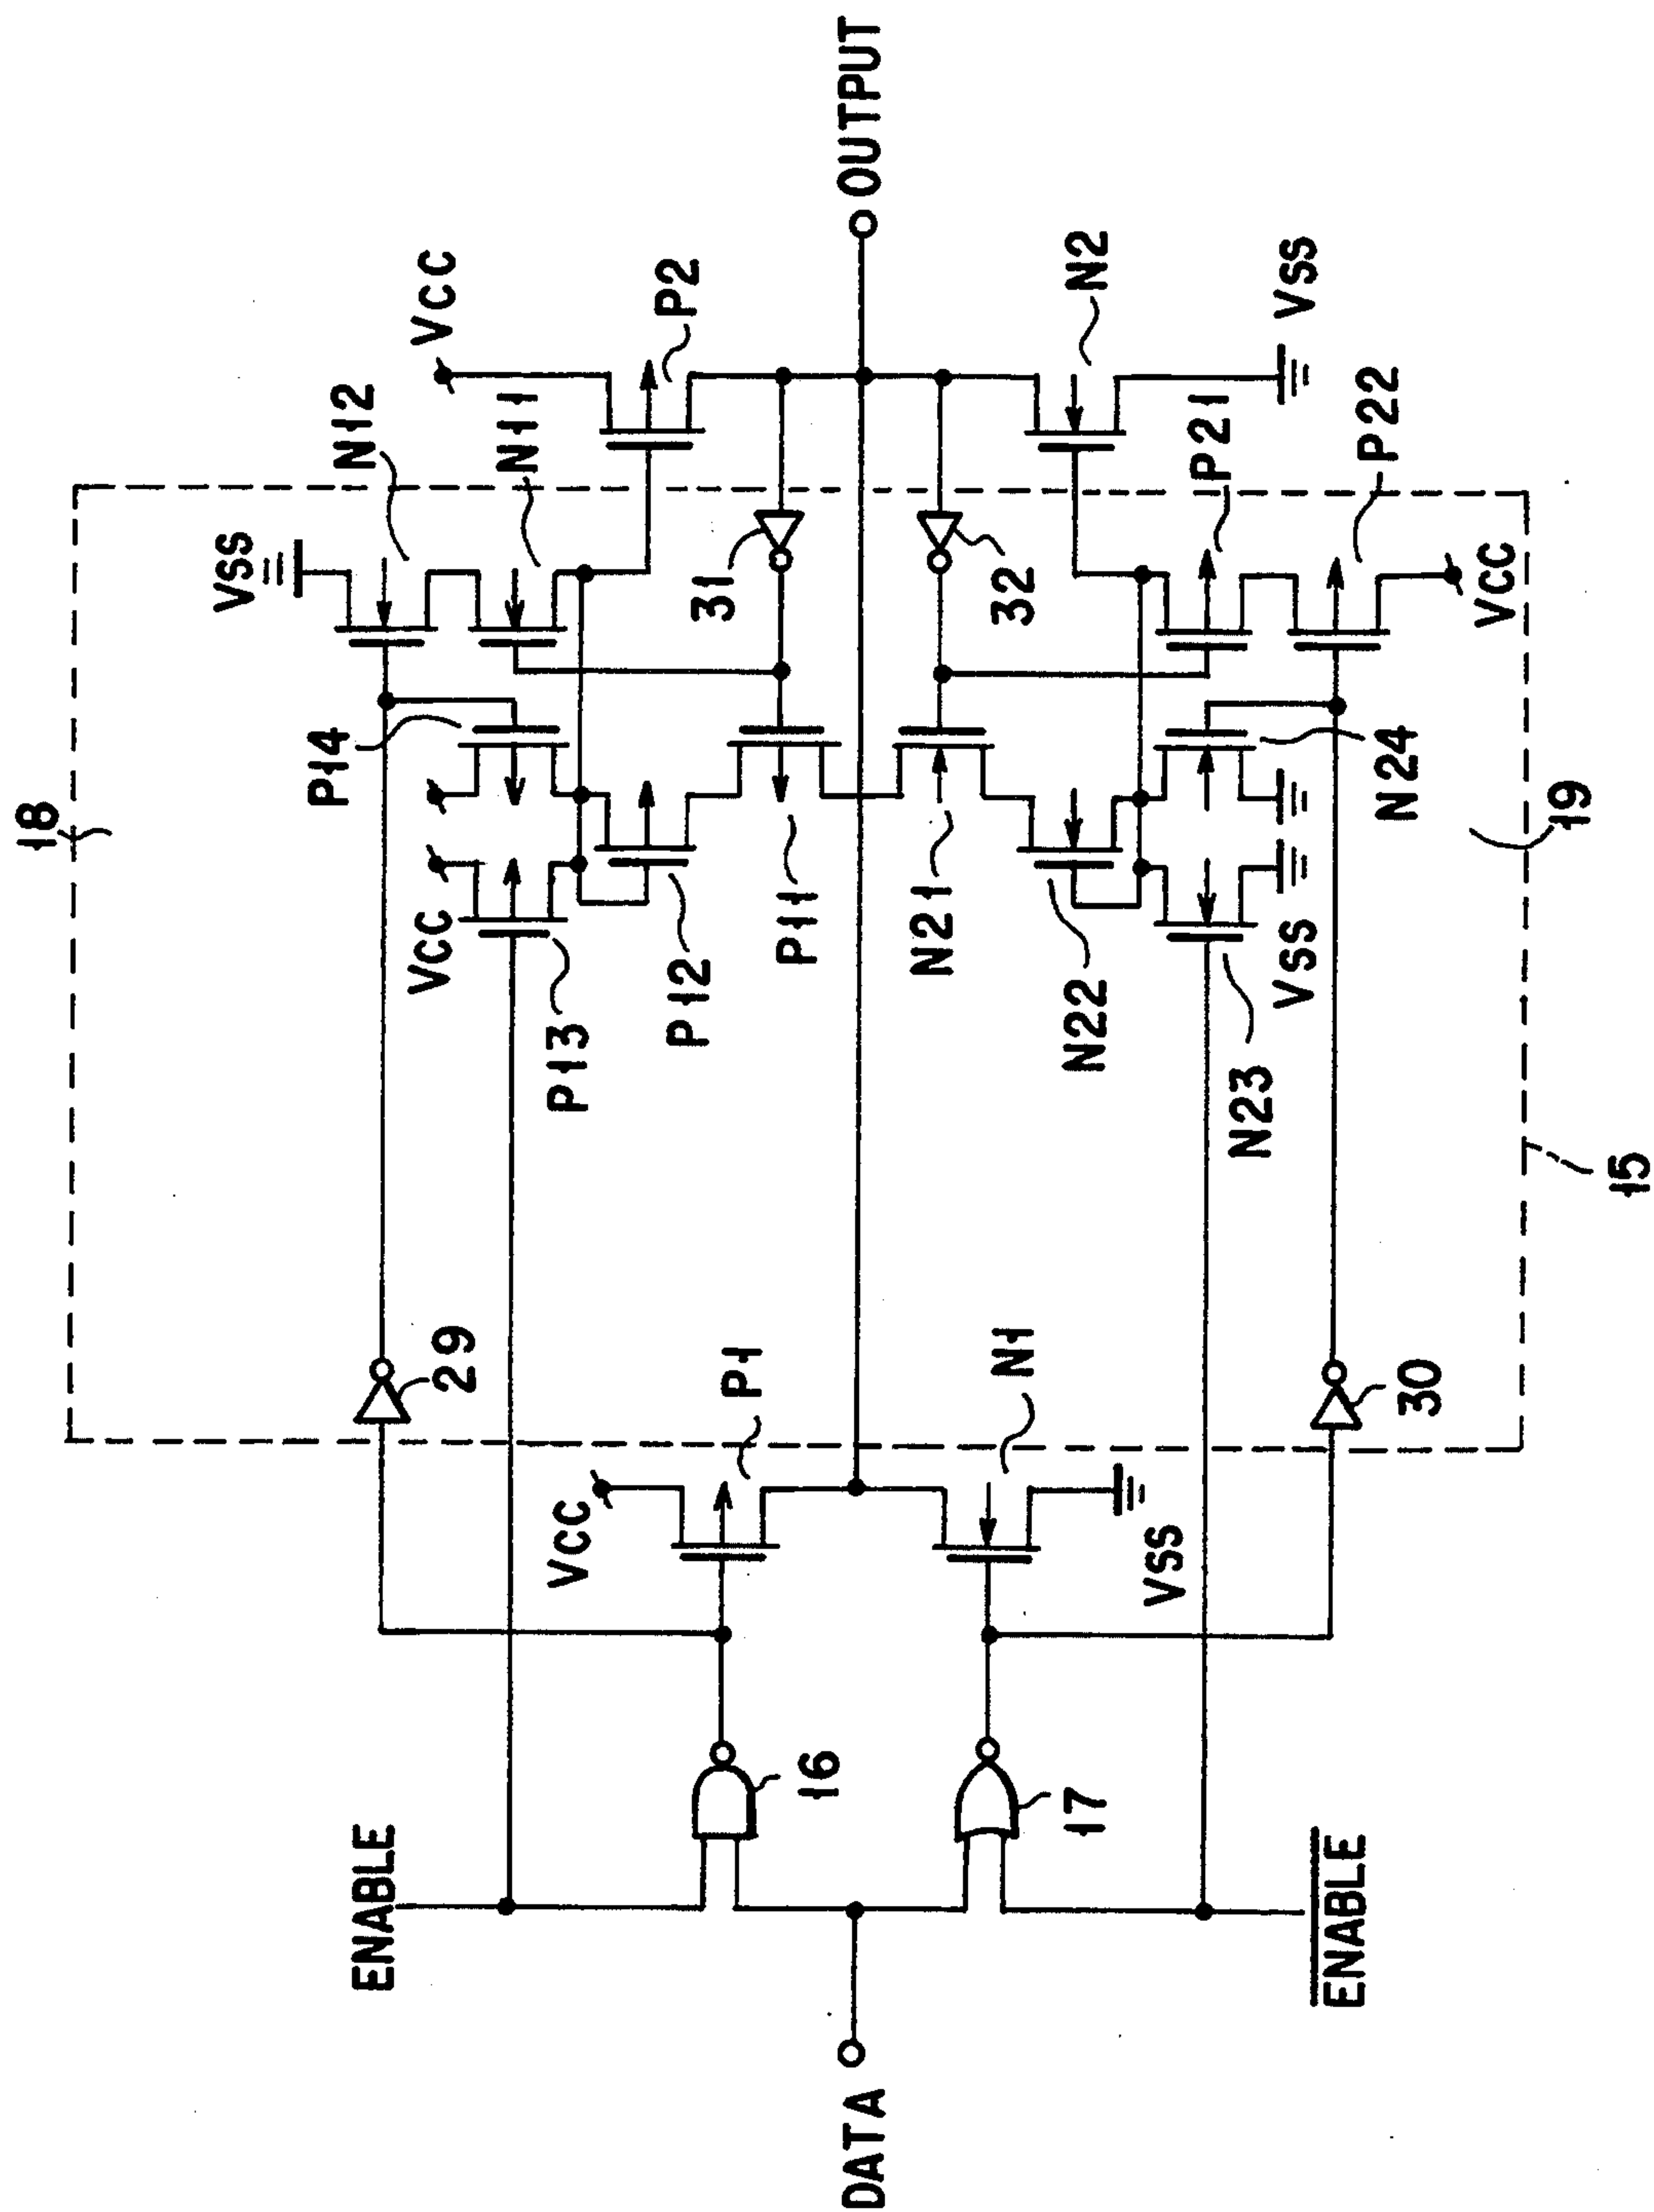 18
VSS
N12
N11
VCC
P2
P14
VCC
P13
P12
P11
31
OUTPUT
29
P1
VCC
ENABLE
16
DATA
17
N1
VSS
ENABLE
30
32
N21
N22
N23
VSS
N24
P21
P22
VCC
N2
VSS
19
15